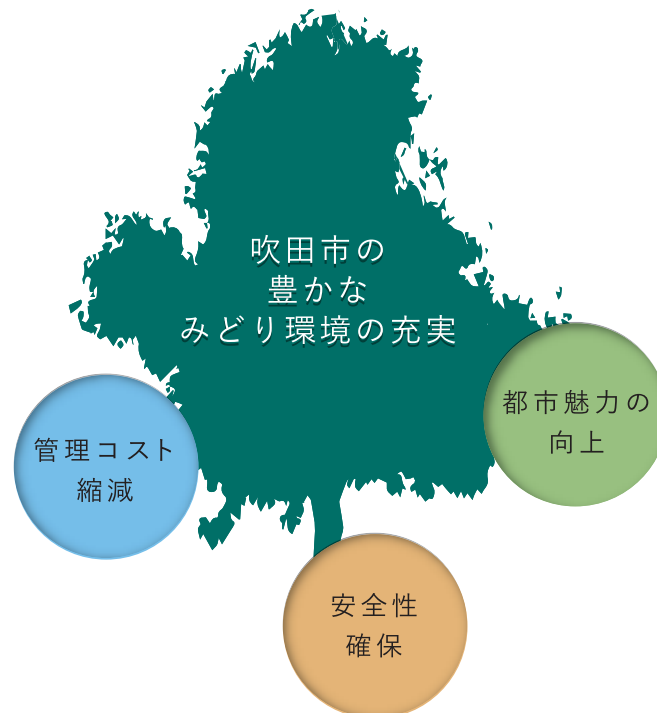 吹田市の
豊かな
みどり環境の充実
管理コスト
縮減
都市魅力の
向上
安全性
確保